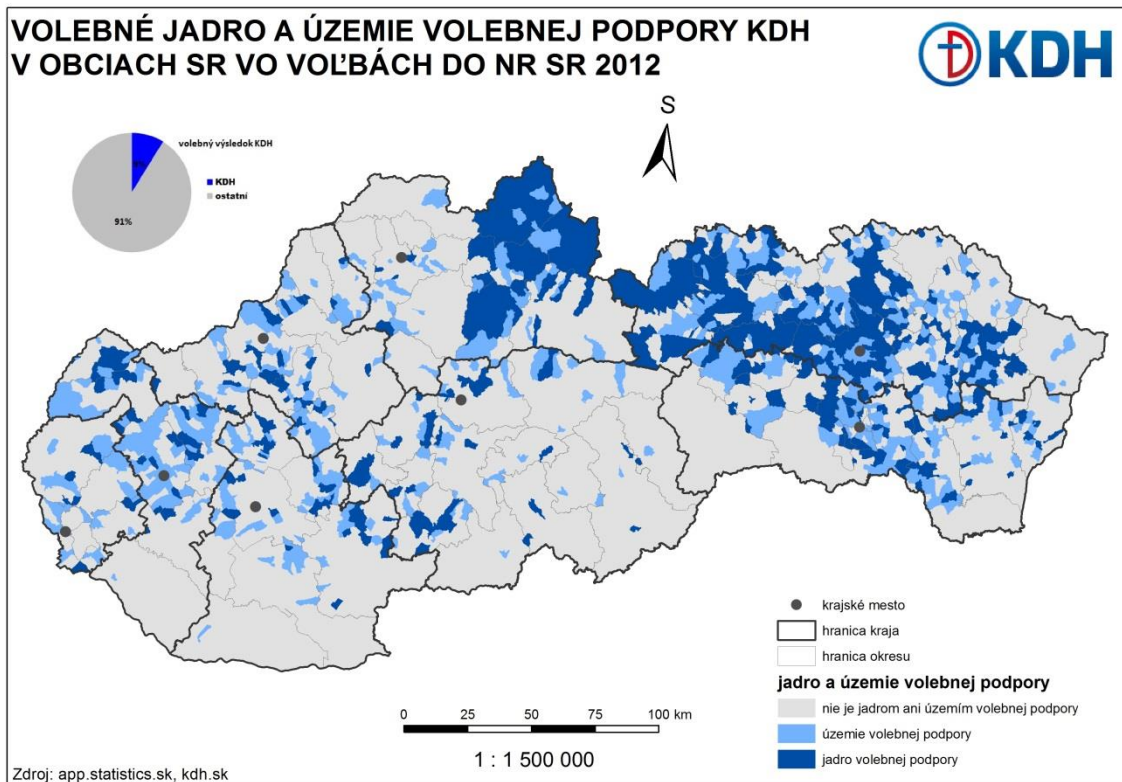 VOLEBNÉ JADRO A ÚZEMIE VOLEBNEJ PODPORY KDH
V OBCIACH SR VO VOĽBÁCH DO NR SR 2012
KDH
S
volebný výsledok KDH
9%
KDH
ostatní
91%
krajské mesto
hranica kraja
hranica okresu
jadro a územie volebnej podpory
nie je jadrom ani územím volebnej podpory
územie volebnej podpory
jadro volebnej podpory
0 25 50 75 100 km
1 : 1 500 000
Zdroj: app.statistics.sk, kdh.sk